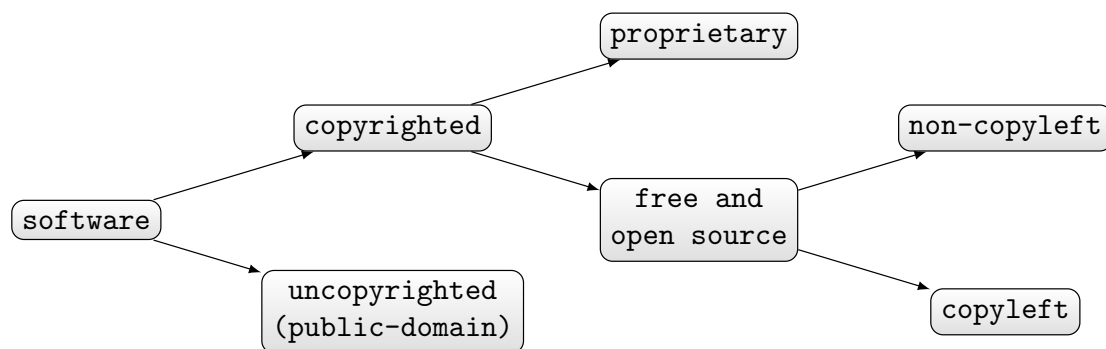 proprietary
copyrighted
non-copyleft
free and
open source
software
uncopyrighted
(public-domain)
copyleft